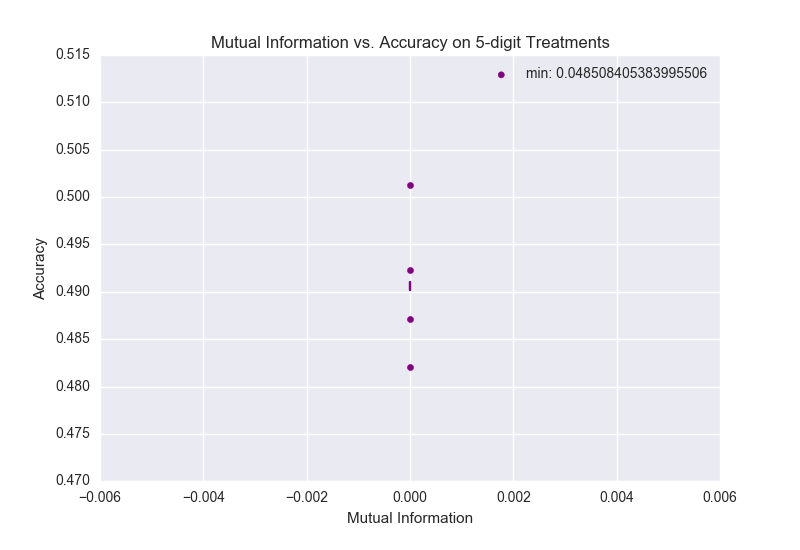 Mutual Information vs. Accuracy on 5-digit Treatments
min: 0.048508405383995506
0.515
0.510
0.505
0.500
0.495
0.490
0.485
0.480
0.475
0.470
Accuracy
−0.006 −0.004 −0.002 0.000 0.002 0.004 0.006
Mutual Information